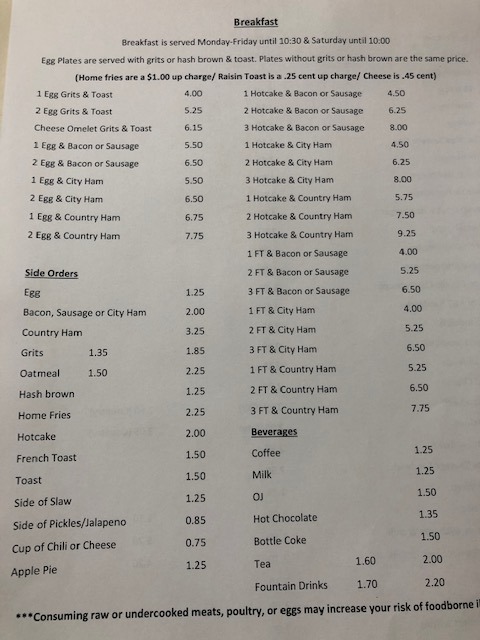 Breakfast
Breakfast is served Monday-Friday until 10:30 & Saturday until 10:00
Egg Plates are served with grits or hash brown & toast. Plates without grits or hash brown are the same price.
(Home fries are a $1.00 up charge/ Raisin Toast is a .25 cent up charge/ Cheese is .45 cent)
1 Egg Grits & Toast 4.00
2 Egg Grits & Toast 5.25
Cheese Omelet Grits & Toast 6.15
1 Egg & Bacon or Sausage 5.50
2 Egg & Bacon or Sausage 6.50
1 Egg & City Ham 5.50
2 Egg & City Ham 6.50
1 Egg & Country Ham 6.75
2 Egg & Country Ham 7.75
Side Orders
Egg 1.25
Bacon, Sausage or City Ham 2.00
Country Ham 3.25
Grits 1.35 1.85
Oatmeal 1.50 2.25
Hash brown 1.25
Home Fries 2.25
Hotcake 2.00
French Toast 1.50
Toast 1.50
Side of Slaw 1.25
Side of Pickles/Jalapeno 0.85
Cup of Chili or Cheese 0.75
Apple Pie 1.25
1 Hotcake & Bacon or Sausage 4.50
2 Hotcake & Bacon or Sausage 6.25
3 Hotcake & Bacon or Sausage 8.00
1 Hotcake & City Ham 4.50
2 Hotcake & City Ham 6.25
3 Hotcake & City Ham 8.00
1 Hotcake & Country Ham 5.75
2 Hotcake & Country Ham 7.50
3 Hotcake & Country Ham 9.25
1 FT & Bacon or Sausage 4.00
2 FT & Bacon or Sausage 5.25
3 FT & Bacon or Sausage 6.50
1 FT & City Ham 4.00
2 FT & City Ham 5.25
3 FT & City Ham 6.50
1 FT & Country Ham 5.25
2 FT & Country Ham 6.50
3 FT & Country Ham 7.75
Beverages
Coffee 1.25
Milk 1.25
OJ 1.50
Hot Chocolate 1.35
Bottle Coke 1.50
Tea 1.60 2.00
Fountain Drinks 1.70 2.20
***Consuming raw or undercooked meats, poultry, or eggs may increase your risk of foodborne